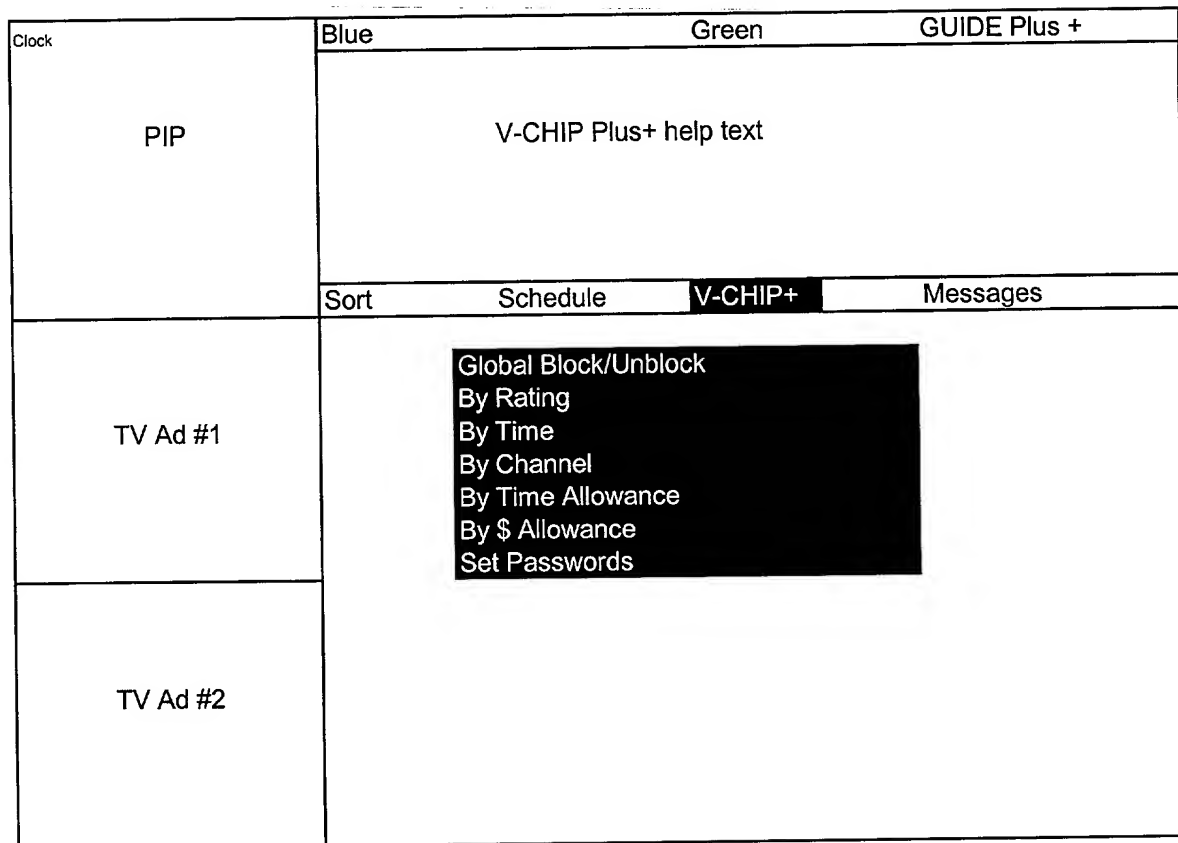 Clock
Blue Green GUIDE Plus +
PIP
V-CHIP Plus+ help text
Sort Schedule V-CHIP+ Messages
Global Block/Unblock
By Rating
By Time
By Channel
By Time Allowance
By $ Allowance
Set Passwords
TV Ad #1
TV Ad #2